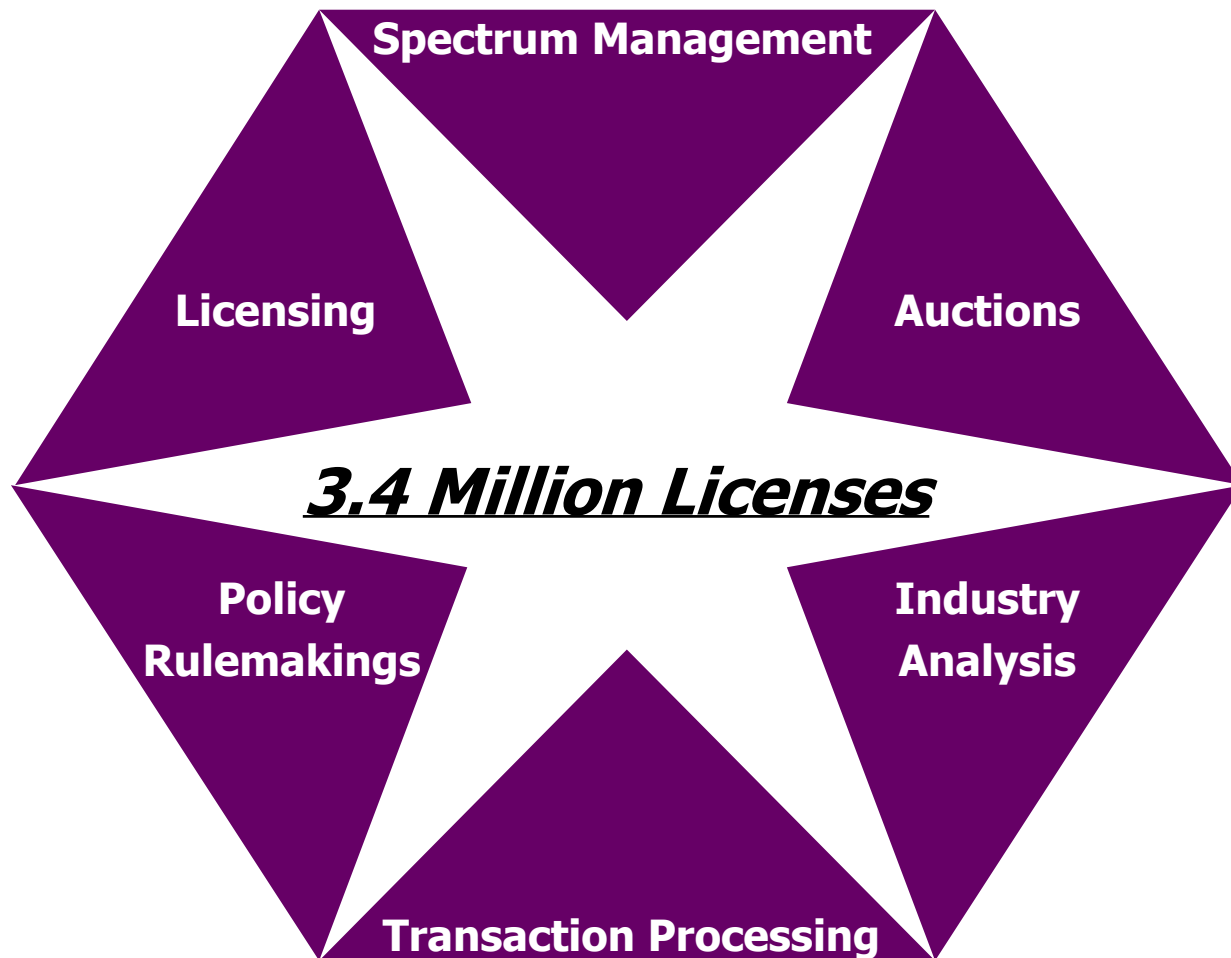 Spectrum Management
Licensing
Auctions
3.4 Million Licenses
Policy
Rulemakings
Industry
Analysis
Transaction Processing